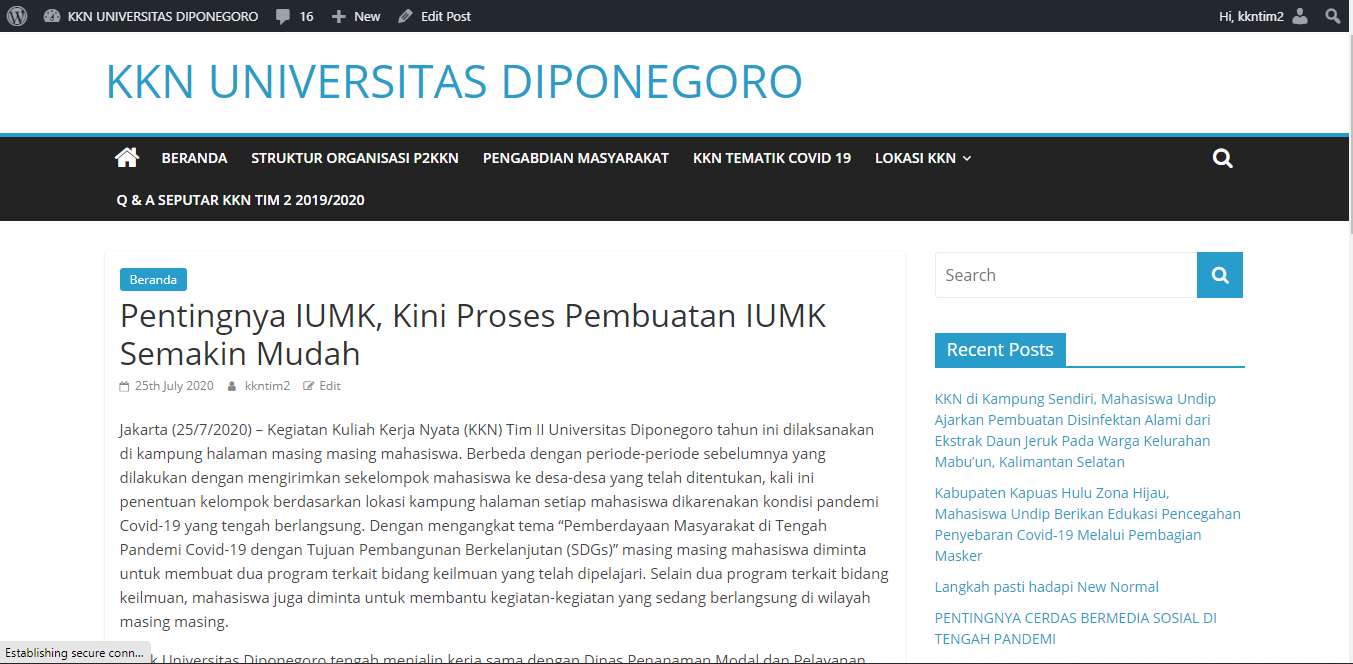 KKN UNIVERSITAS DIPONEGORO 16 New Edit Post Hi, kkntim2
KKN UNIVERSITAS DIPONEGORO
BERANDA STRUKTUR ORGANISASI P2KKN PENGABDIAN MASYARAKAT KKN TEMATIK COVID 19 LOKASI KKN
Q & A SEPUTAR KKN TIM 2 2019/2020
Beranda
Pentingnya IUMK, Kini Proses Pembuatan IUMK
Semakin Mudah
25th July 2020 kkntim2 Edit
Jakarta (25/7/2020) – Kegiatan Kuliah Kerja Nyata (KKN) Tim II Universitas Diponegoro tahun ini dilaksanakan
di kampung halaman masing masing mahasiswa. Berbeda dengan periode-periode sebelumnya yang
dilakukan dengan mengirimkan sekelompok mahasiswa ke desa-desa yang telah ditentukan, kali ini
penentuan kelompok berdasarkan lokasi kampung halaman setiap mahasiswa dikarenakan kondisi pandemi
Covid-19 yang tengah berlangsung. Dengan mengangkat tema “Pemberdayaan Masyarakat di Tengah
Pandemi Covid-19 dengan Tujuan Pembangunan Berkelanjutan (SDGs)” masing masing mahasiswa diminta
untuk membuat dua program terkait bidang keilmuan yang telah dipelajari. Selain dua program terkait bidang
keilmuan, mahasiswa juga diminta untuk membantu kegiatan-kegiatan yang sedang berlangsung di wilayah
masing masing.
Universitas Diponegoro tengah menjalin kerja sama dengan Dinas Penanaman Modal dan Pelayanan
Establishing secure conn...
Search
Recent Posts
KKN di Kampung Sendiri, Mahasiswa Undip
Ajarkan Pembuatan Disinfektan Alami dari
Ekstrak Daun Jeruk Pada Warga Kelurahan
Mabu’un, Kalimantan Selatan
Kabupaten Kapuas Hulu Zona Hijau,
Mahasiswa Undip Berikan Edukasi Pencegahan
Penyebaran Covid-19 Melalui Pembagian
Masker
Langkah pasti hadapi New Normal
PENTINGNYA CERDAS BERMEDIA SOSIAL DI
TENGAH PANDEMI